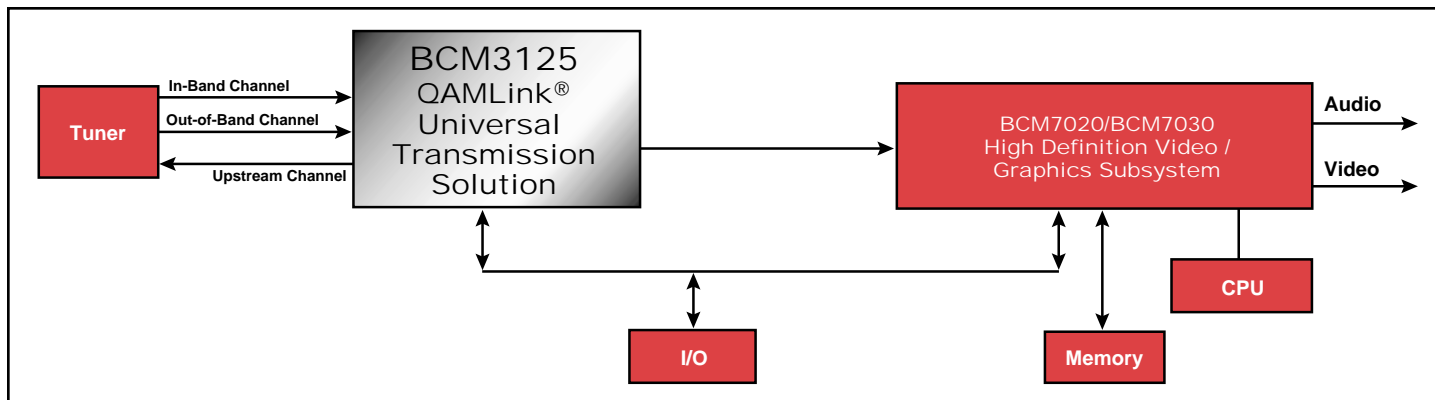 Tuner
In-Band Channel
Out-of-Band Channel
Upstream Channel
BCM3125
QAMLink®
Universal
Transmission
Solution
BCM7020/BCM7030
High Definition Video /
Graphics Subsystem
Audio
Video
CPU
I/O
Memory